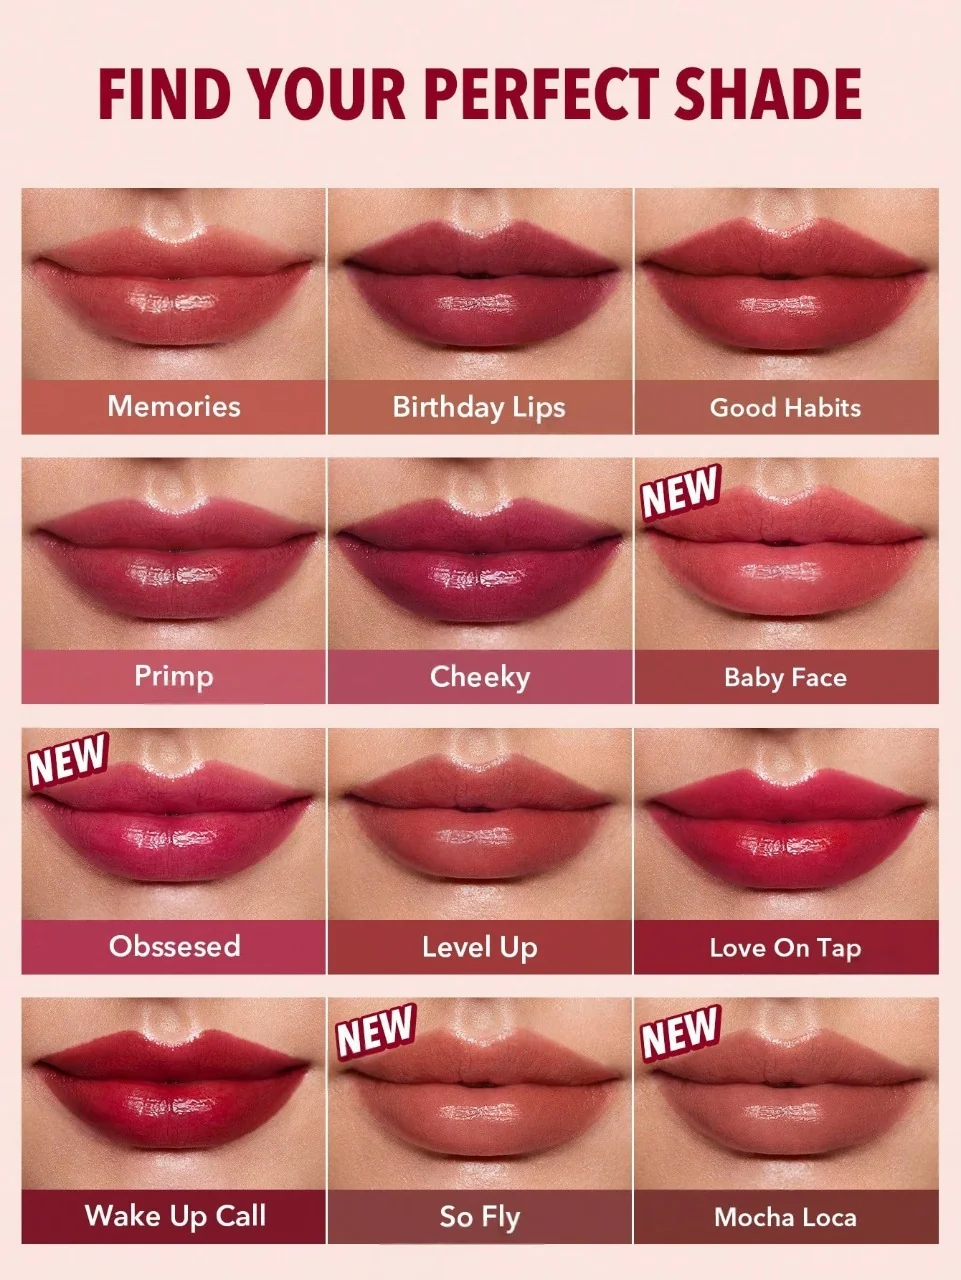 FIND YOUR PERFECT SHADE
Memories
Birthday Lips
Good Habits
Primp
Cheeky
NEW
Baby Face
NEW
Obssesed
Level Up
Love On Tap
Wake Up Call
NEW
So Fly
NEW
Mocha Loca